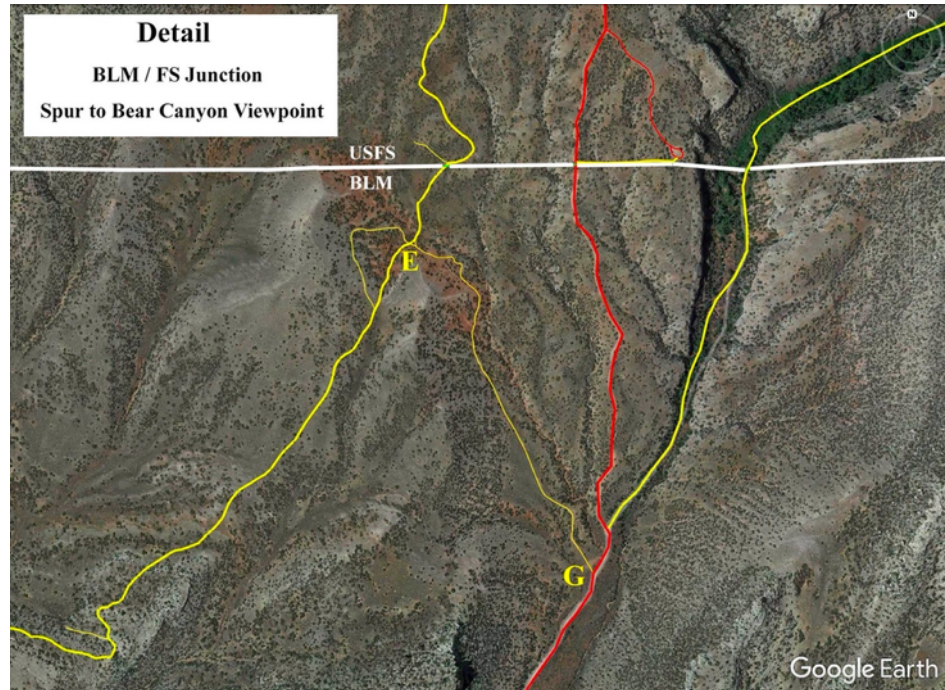 Detail
BLM / FS Junction
Spur to Bear Canyon Viewpoint
N
USFS
BLM
E
G
Google Earth